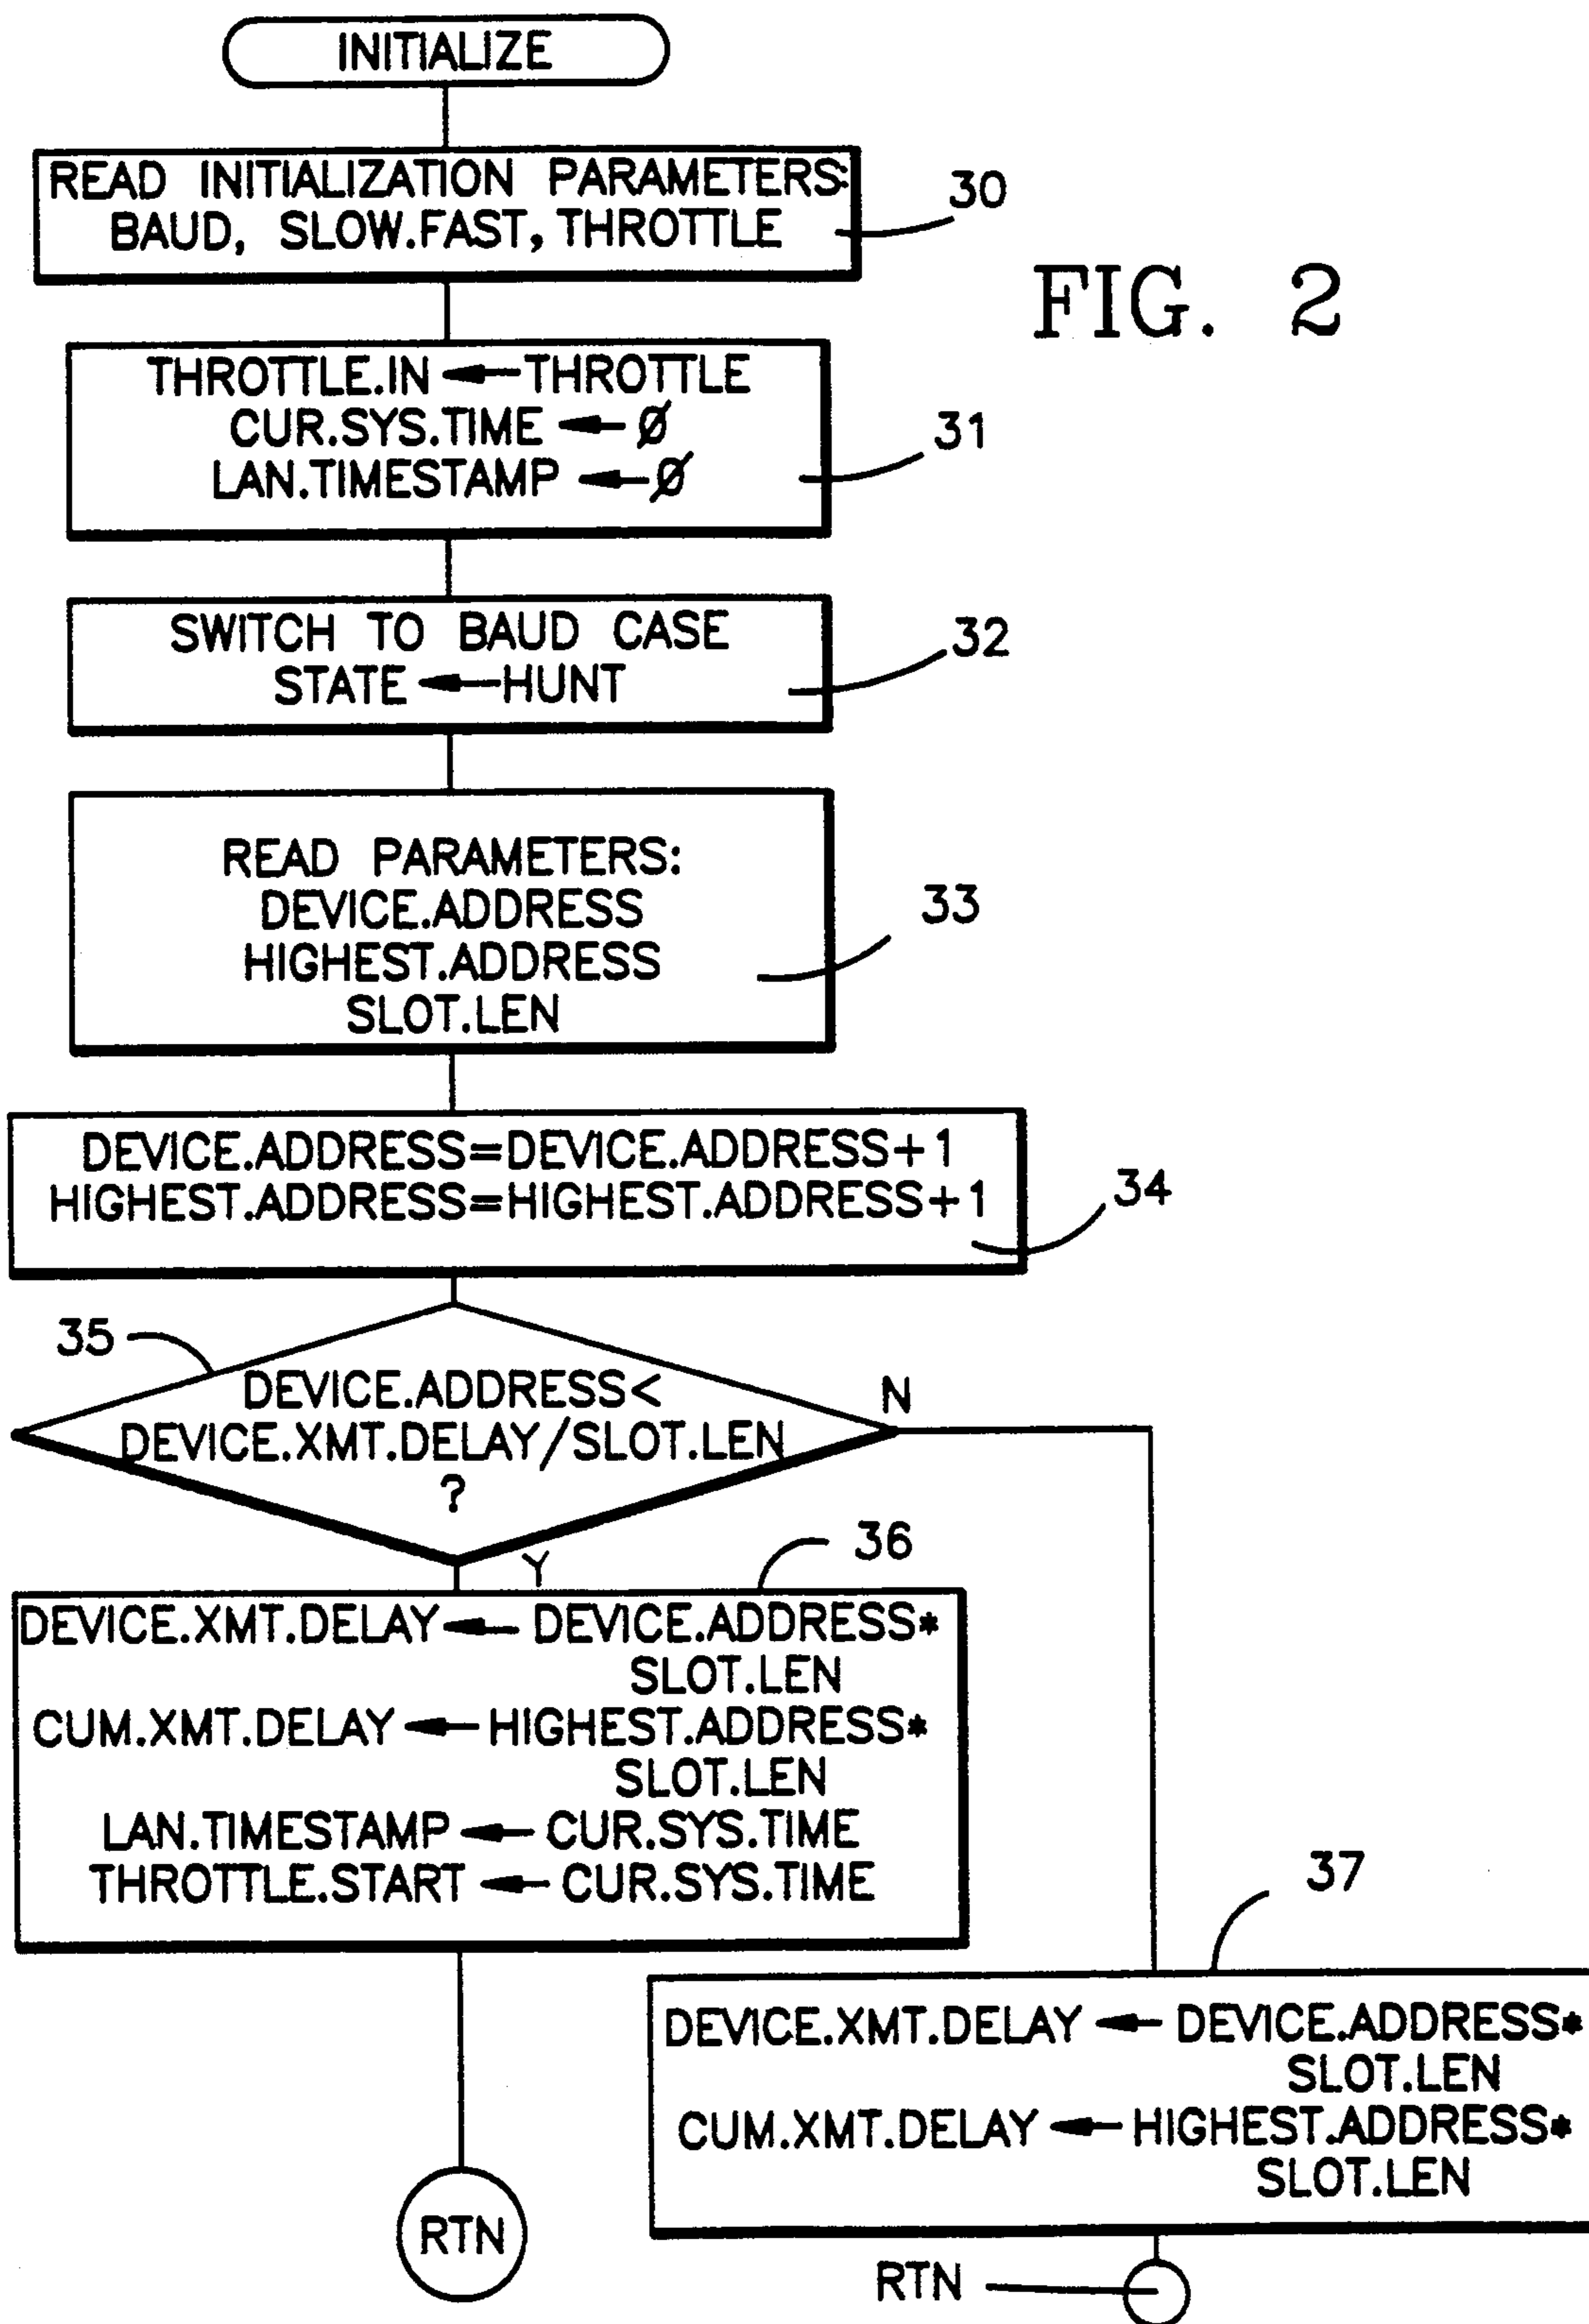 INITIALIZE
READ INITIALIZATION PARAMETERS:
BAUD, SLOW.FAST, THROTTLE
30
FIG. 2
THROTTLE.IN ← THROTTLE
CUR.SYS.TIME ← Ø
LAN.TIMESTAMP ← Ø
31
SWITCH TO BAUD CASE
STATE ← HUNT
32
READ PARAMETERS:
DEVICE.ADDRESS
HIGHEST.ADDRESS
SLOT.LEN
33
DEVICE.ADDRESS=DEVICE.ADDRESS+1
HIGHEST.ADDRESS=HIGHEST.ADDRESS+1
34
35
DEVICE.ADDRESS<
DEVICE.XMT.DELAY/SLOT.LEN
?
N
Y
36
DEVICE.XMT.DELAY ← DEVICE.ADDRESS*
SLOT.LEN
CUM.XMT.DELAY ← HIGHEST.ADDRESS*
SLOT.LEN
LAN.TIMESTAMP ← CUR.SYS.TIME
THROTTLE.START ← CUR.SYS.TIME
RTN
37
DEVICE.XMT.DELAY ← DEVICE.ADDRESS*
SLOT.LEN
CUM.XMT.DELAY ← HIGHEST.ADDRESS*
SLOT.LEN
RTN